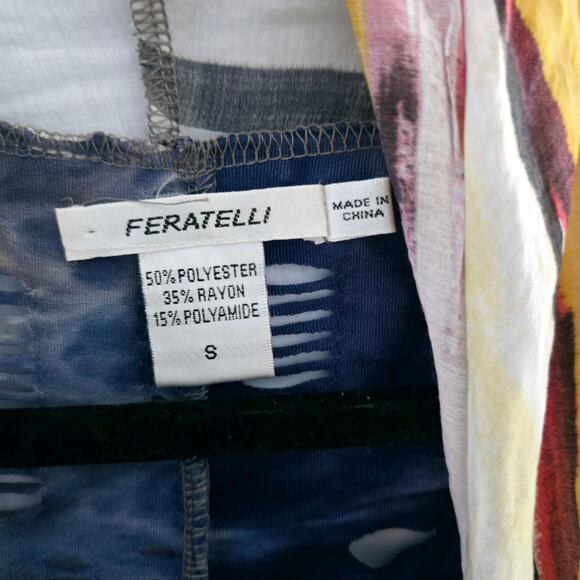 FERATELLI
MADE IN
CHINA
50% POLYESTER
35% RAYON
15% POLYAMIDE
S